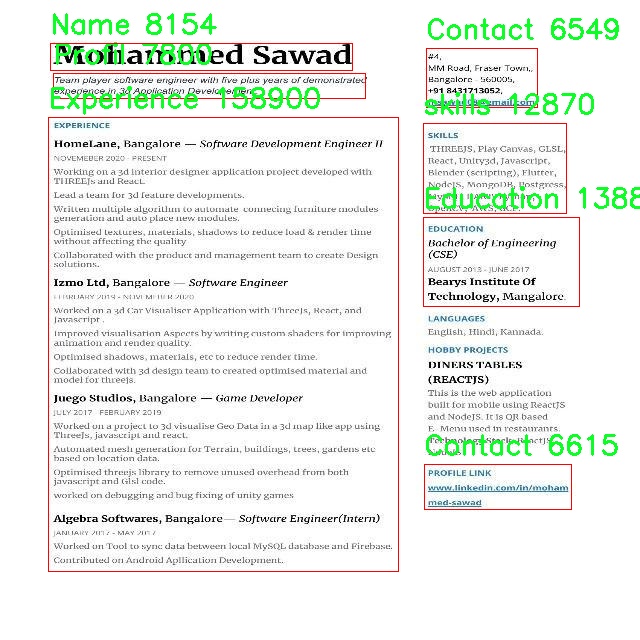 Name 8154
Mohammed Sawad
Profil 7800
Team player software engineer with five plus years of demonstrated
experience in 3d Application Development.
Experience 158900
EXPERIENCE
HomeLane, Bangalore — Software Development Engineer II
NOVEMEBER 2020 - PRESENT
Working on a 3d interior designer application project developed with
THREEJs and React.
Lead a team for 3d feature developments.
Written multiple algorithm to automate connecing furniture modules
generation and auto place new modules.
Optimised textures, materials, shadows to reduce load & render time
without affecting the quality
Collaborated with the product and management team to create Design
solutions.
Izmo Ltd, Bangalore — Software Engineer
FEBRUARY 2019 - NOVEMEBER 2020
Worked on a 3d Car Visualiser Application with ThreeJs, React, and
Javascript .
Improved visualisation Aspects by writing custom shaders for improving
animation and render quality.
Optimised shadows, materials, etc to reduce render time.
Collaborated with 3d design team to created optimised material and
model for threejs.
Juego Studios, Bangalore — Game Developer
JULY 2017 - FEBRUARY 2019
Worked on a project to 3d visualise Geo Data in a 3d map like app using
ThreeJs, javascript and react.
Automated mesh generation for Terrain, buildings, trees, gardens etc
based on location data.
Optimised threejs library to remove unused overhead from both
javascript and Glsl code.
worked on debugging and bug fixing of unity games
Algebra Softwares, Bangalore— Software Engineer(Intern)
JANUARY 2017 - MAY 2017
Worked on Tool to sync data between local MySQL database and Firebase.
Contributed on Android Apllication Development.
Contact 6549
#4,
MM Road, Fraser Town,,
Bangalore - 560005,
+91 8431713052,
skills 12870
SKILLS
THREEJS, Play Canvas, GLSL,
React, Unity3d, Javascript,
Blender (scripting), Flutter,
NodeJS, MongoDB, Postgress,
OpenCV, AWS, GCP.
Education 1388
EDUCATION
Bachelor of Engineering
(CSE)
AUGUST 2013 - JUNE 2017
Bearys Institute Of
Technology, Mangalore.
LANGUAGES
English, Hindi, Kannada.
HOBBY PROJECTS
DINERS TABLES
(REACTJS)
This is the web application
built for mobile using ReactJS
and NodeJS. It is QR based
E- Menu used in restaurants.
Technology Stack: ReactJS,
Contact 6615
PROFILE LINK
www.linkedin.com/in/moham
med-sawad